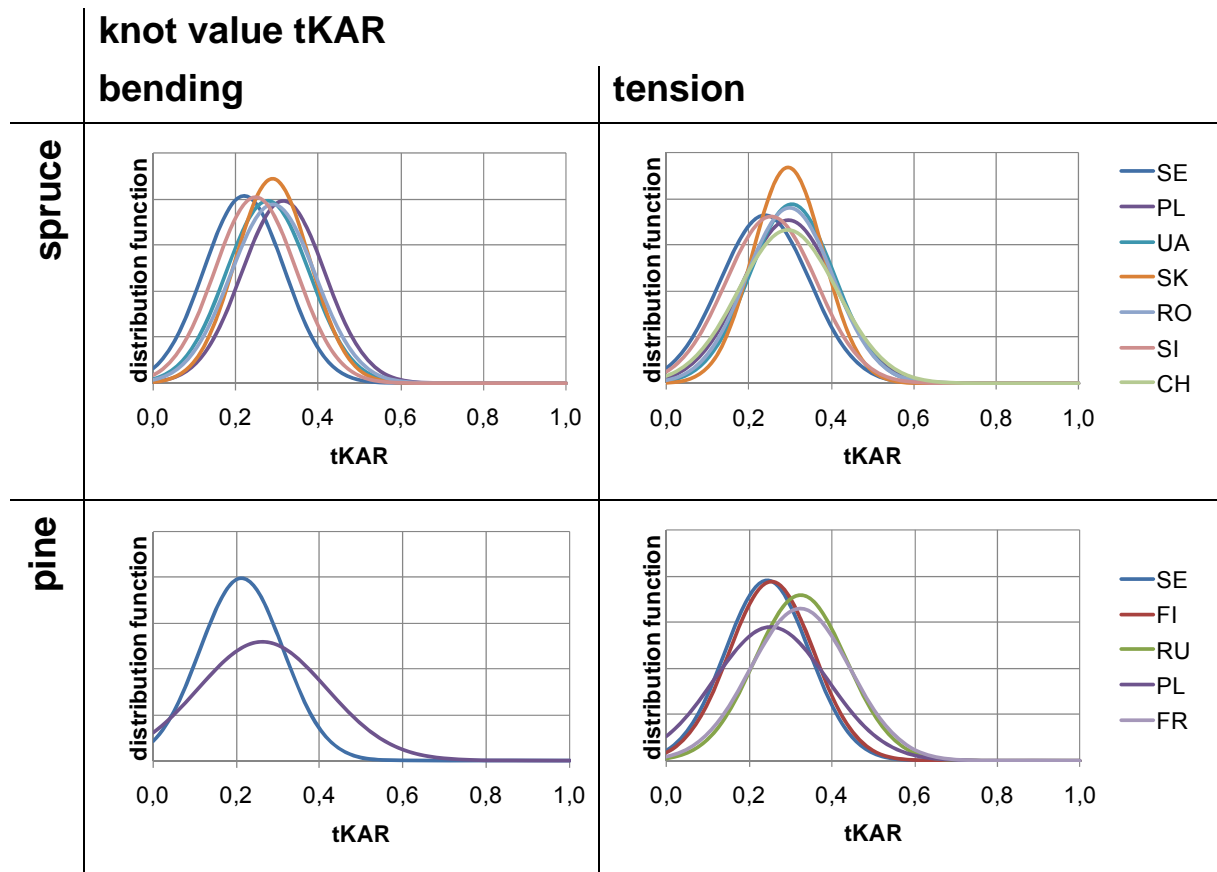 knot value tKAR
bending
tension
spruce
distribution function
0,0 0,2 0,4 0,6 0,8 1,0
tKAR
distribution function
0,0 0,2 0,4 0,6 0,8 1,0
tKAR
SE
PL
UA
SK
RO
SI
CH
pine
distribution function
0,0 0,2 0,4 0,6 0,8 1,0
tKAR
distribution function
0,0 0,2 0,4 0,6 0,8 1,0
tKAR
SE
FI
RU
PL
FR